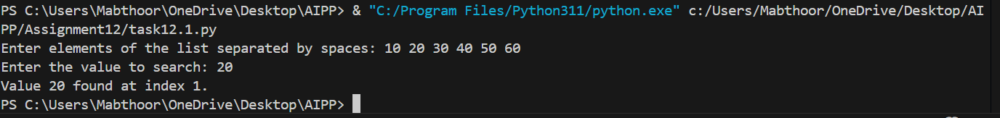 PS C:\Users\Mabthoor\OneDrive\Desktop\AIPP> & "C:/Program Files/Python311/python.exe" c:/Users/Mabthoor/OneDrive/Desktop/AI
PP/Assignment12/task12.1.py
Enter elements of the list separated by spaces: 10 20 30 40 50 60
Enter the value to search: 20
Value 20 found at index 1.
PS C:\Users\Mabthoor\OneDrive\Desktop\AIPP>